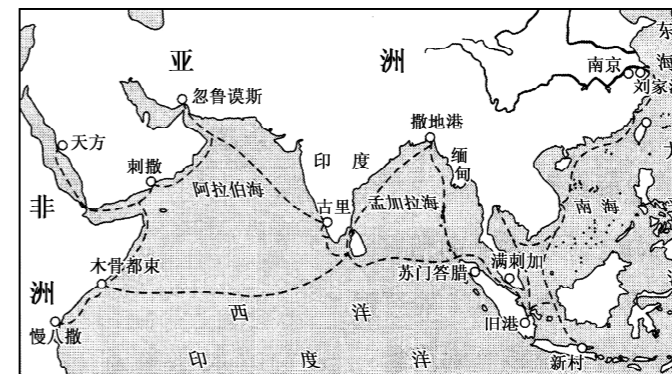 亚 洲
南京
刘家
东
海
忽鲁谟斯
撒地港
天方
刺撒
印度
缅甸
阿拉伯海
孟加拉海
南海
非
洲
古里
木骨都束
苏门答腊
满剌加
慢八撒
西洋
旧港
新村
印度洋